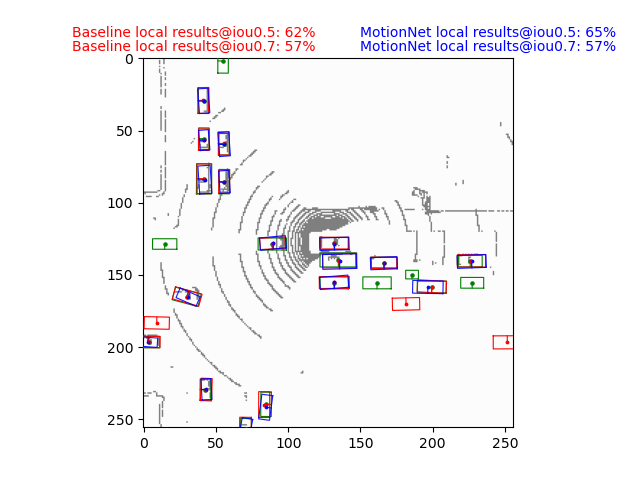 Baseline local results@iou0.5: 62% MotionNet local results@iou0.5: 65%
Baseline local results@iou0.7: 57% MotionNet local results@iou0.7: 57%
0
50
100
150
200
250
0 50 100 150 200 250